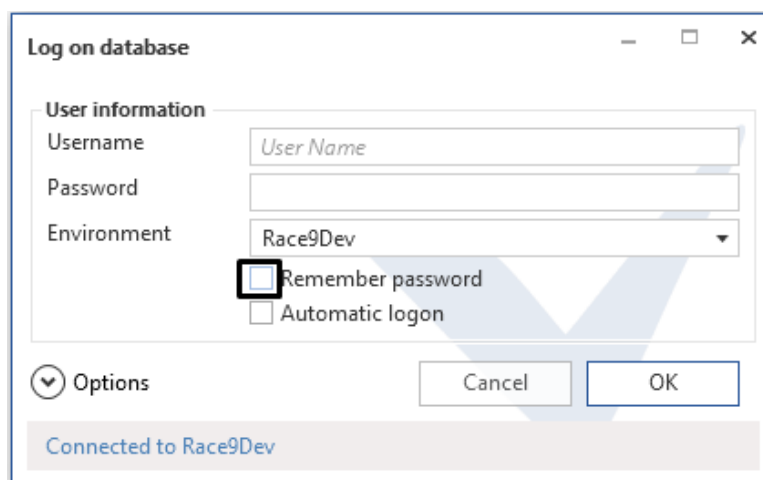 Log on database
User information
Username User Name
Password
Environment Race9Dev
Remember password
Automatic logon
Options Cancel OK
Connected to Race9Dev